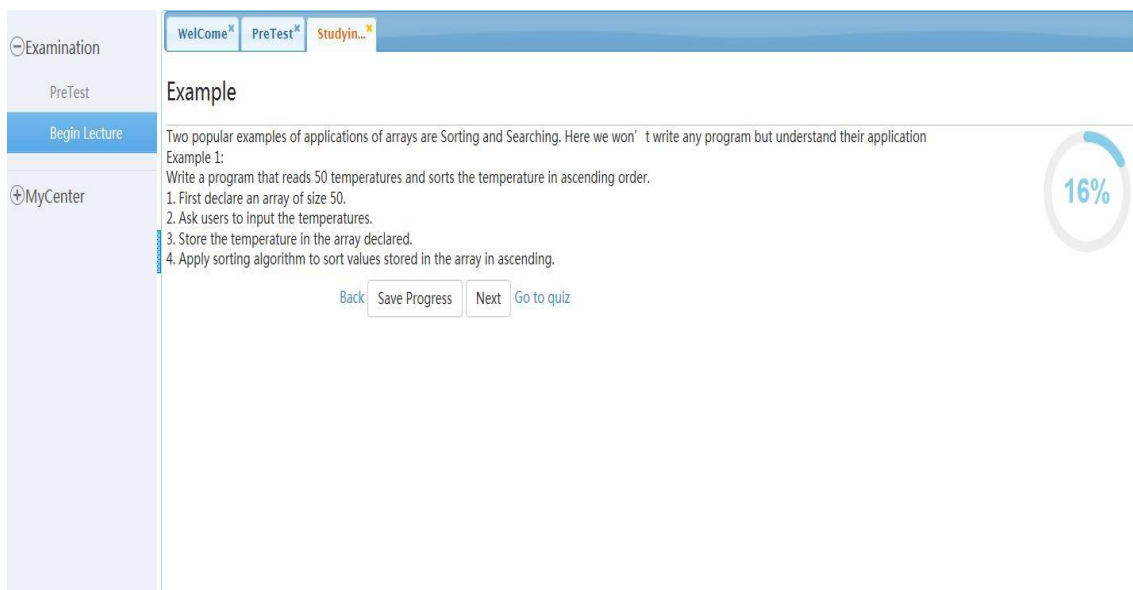 Examination
PreTest
Begin Lecture
MyCenter
WelCome x PreTest x Studyin... x
Example
Two popular examples of applications of arrays are Sorting and Searching. Here we won't write any program but understand their application
Example 1:
Write a program that reads 50 temperatures and sorts the temperature in ascending order.
1. First declare an array of size 50.
2. Ask users to input the temperatures.
3. Store the temperature in the array declared.
4. Apply sorting algorithm to sort values stored in the array in ascending.
16%
Back Save Progress Next Go to quiz